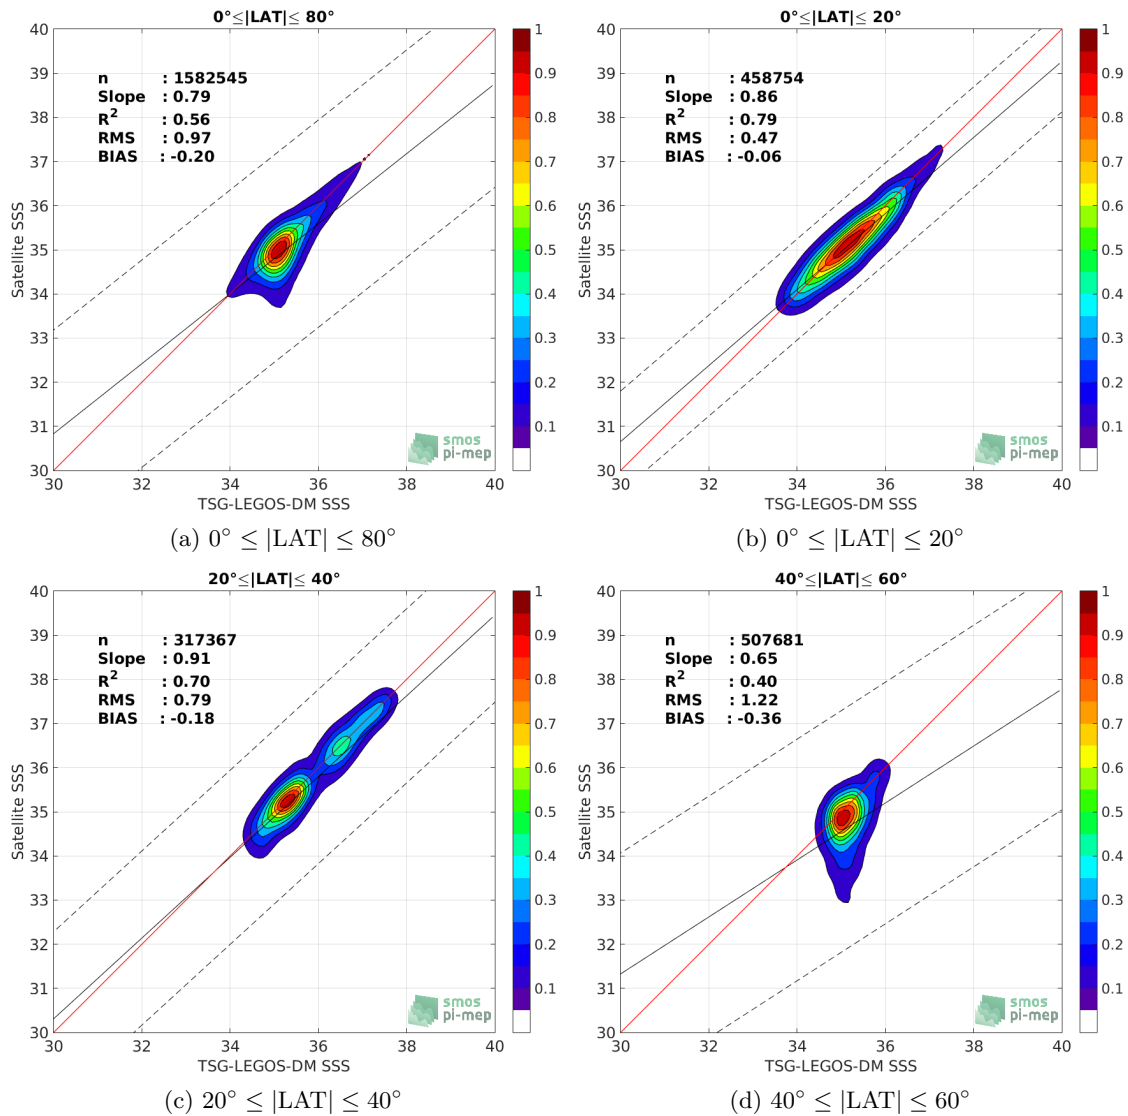 0°≤|LAT|≤ 80°
n : 1582545
Slope : 0.79
R² : 0.56
RMS : 0.97
BIAS : -0.20
40
39
38
37
36
35
34
33
32
31
30
30 32 34 36 38 40
Satellite SSS
TSG-LEGOS-DM SSS
1
0.9
0.8
0.7
0.6
0.5
0.4
0.3
0.2
0.1
smos
pi-mep
(a) 0° ≤ |LAT| ≤ 80°
0°≤|LAT|≤ 20°
n : 458754
Slope : 0.86
R² : 0.79
RMS : 0.47
BIAS : -0.06
40
39
38
37
36
35
34
33
32
31
30
30 32 34 36 38 40
Satellite SSS
TSG-LEGOS-DM SSS
1
0.9
0.8
0.7
0.6
0.5
0.4
0.3
0.2
0.1
smos
pi-mep
(b) 0° ≤ |LAT| ≤ 20°
20°≤|LAT|≤ 40°
n : 317367
Slope : 0.91
R² : 0.70
RMS : 0.79
BIAS : -0.18
40
39
38
37
36
35
34
33
32
31
30
30 32 34 36 38 40
Satellite SSS
TSG-LEGOS-DM SSS
1
0.9
0.8
0.7
0.6
0.5
0.4
0.3
0.2
0.1
smos
pi-mep
(c) 20° ≤ |LAT| ≤ 40°
40°≤|LAT|≤ 60°
n : 507681
Slope : 0.65
R² : 0.40
RMS : 1.22
BIAS : -0.36
40
39
38
37
36
35
34
33
32
31
30
30 32 34 36 38 40
Satellite SSS
TSG-LEGOS-DM SSS
1
0.9
0.8
0.7
0.6
0.5
0.4
0.3
0.2
0.1
smos
pi-mep
(d) 40° ≤ |LAT| ≤ 60°